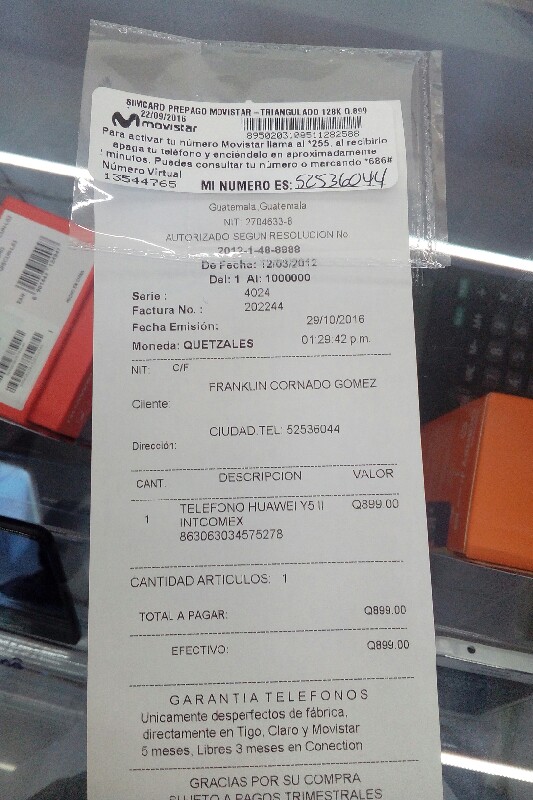 SIMCARD PREPAGO MOVISTAR - TRIANGULADO 128K Q.899
22/09/2016
movistar
8950203109511282588
Para activar tu número Movistar llama al *255, al recibirlo
apaga tu teléfono y enciéndelo en aproximadamente
minutos. Puedes consultar tu número o mercando *686#
Número Virtual
13544765
MI NUMERO ES: 52536044
Guatemala,Guatemala
NIT: 2704633-8
AUTORIZADO SEGUN RESOLUCION No
2012-1-48-8988
De Fecha: 12/03/2012
Del: 1 Al: 1000000
Serie : 4024
Factura No. : 202244
Fecha Emisión: 29/10/2016
Moneda: QUETZALES 01:29:42 p.m.
NIT: C/F
FRANKLIN CORNADO GOMEZ
Cliente:
CIUDAD.TEL: 52536044
Dirección:
CANT. DESCRIPCION VALOR
1 TELEFONO HUAWEI Y5 II Q899.00
INTCOMEX
863063034575278
CANTIDAD ARTICULOS: 1
TOTAL A PAGAR: Q899.00
EFECTIVO: Q899.00
GARANTIA TELEFONOS
Unicamente desperfectos de fábrica,
directamente en Tigo, Claro y Movistar
5 meses, Libres 3 meses en Conection
GRACIAS POR SU COMPRA
SUJETO A PAGOS TRIMESTRALES